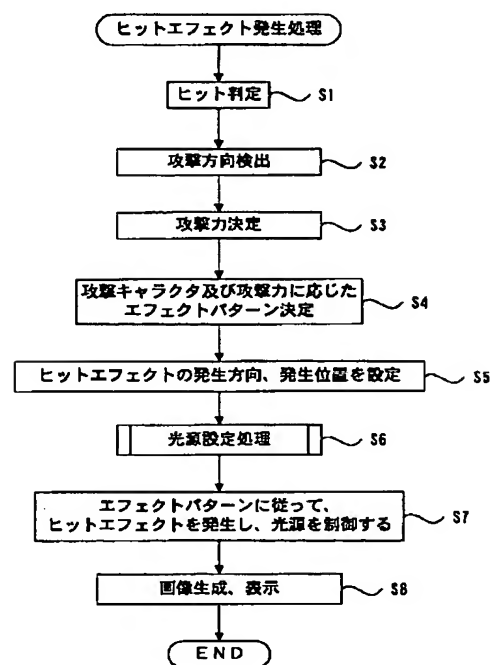 ヒットエフェクト発生処理
ヒット判定
S1
攻撃方向検出
S2
攻撃力決定
S3
攻撃キャラクタ及び攻撃力に応じた
エフェクトパターン決定
S4
ヒットエフェクトの発生方向、発生位置を設定
S5
光源設定処理
S6
エフェクトパターンに従って、
ヒットエフェクトを発生し、光源を制御する
S7
画像生成、表示
S8
END